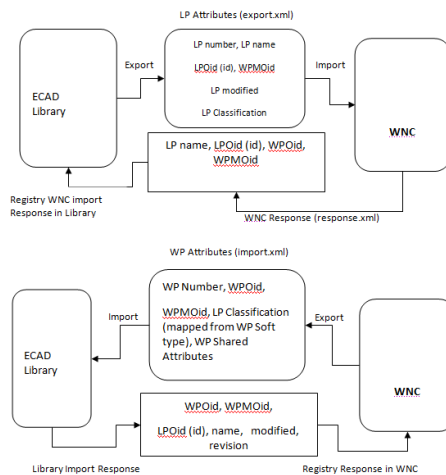 LP Attributes (export.xml)
LP number, LP name
LPOid (id), WPMOid
LP modified
LP Classification
Export
Import
ECAD
Library
WNC
LP name, LPOid (id), WPOid,
WPMOid
Registry WNC import
Response in Library
WNC Response (response.xml)
WP Attributes (import.xml)
WP Number, WPOid,
WPMOid, LP Classification
(mapped from WP Soft
type), WP Shared
Attributes
Import
Export
ECAD
Library
WNC
WPOid, WPMOid,
LPOid (id), name, modified,
revision
Library Import Response
Registry Response in WNC